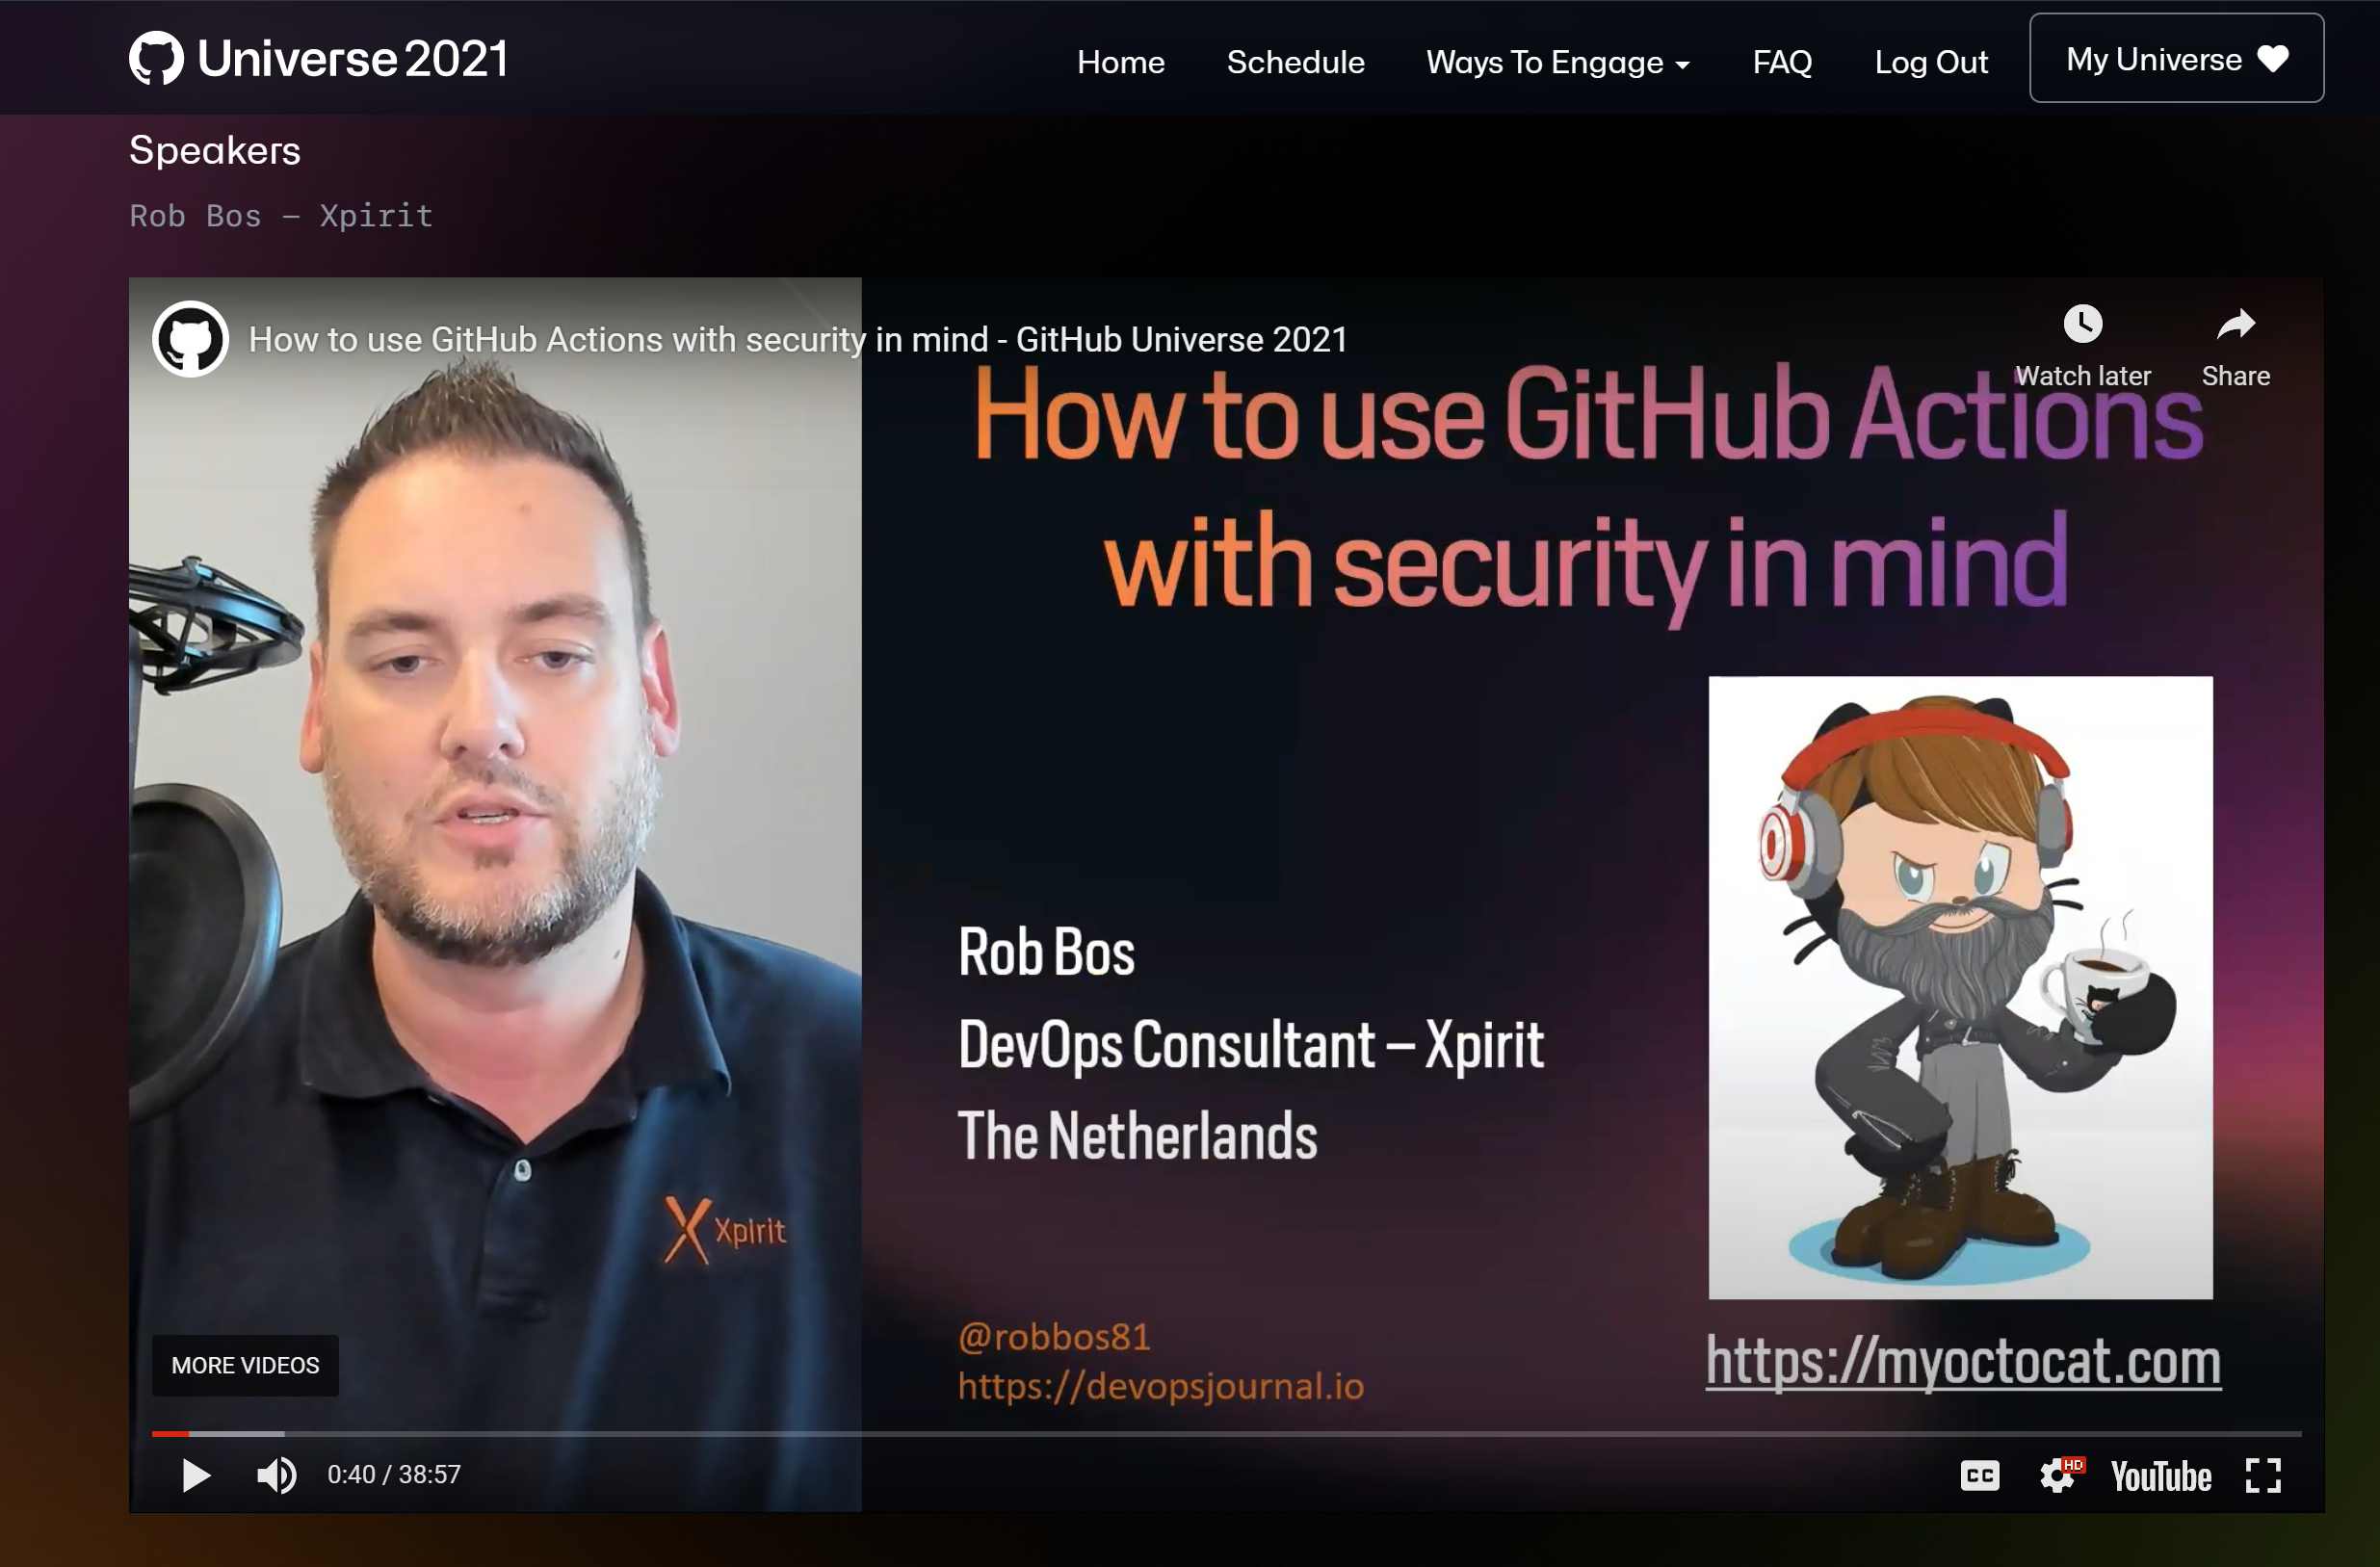 Universe 2021
Home
Schedule
Ways To Engage
FAQ
Log Out
My Universe
Speakers
Rob Bos – Xpirit
How to use GitHub Actions with security in mind - GitHub Universe 2021
Watch later
Share
How to use GitHub Actions
with security in mind
Rob Bos
DevOps Consultant – Xpirit
The Netherlands
X Xpirit
@robbos81
https://devopsjournal.io
https://myoctocat.com
MORE VIDEOS
0:40 / 38:57
CC
HD
YouTube